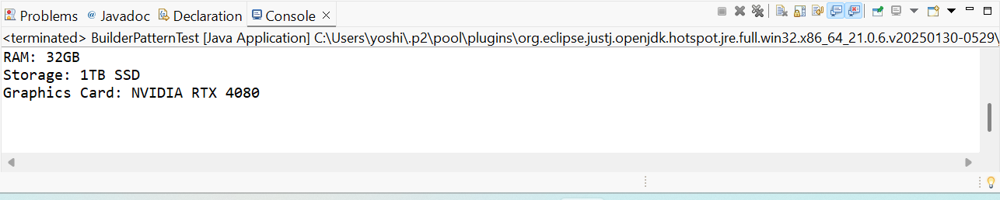 Problems @ Javadoc Declaration Console
<terminated> BuilderPatternTest [Java Application] C:\Users\yoshi\.p2\pool\plugins\org.eclipse.justj.openjdk.hotspot.jre.full.win32.x86_64_21.0.6.v20250130-0529\
RAM: 32GB
Storage: 1TB SSD
Graphics Card: NVIDIA RTX 4080